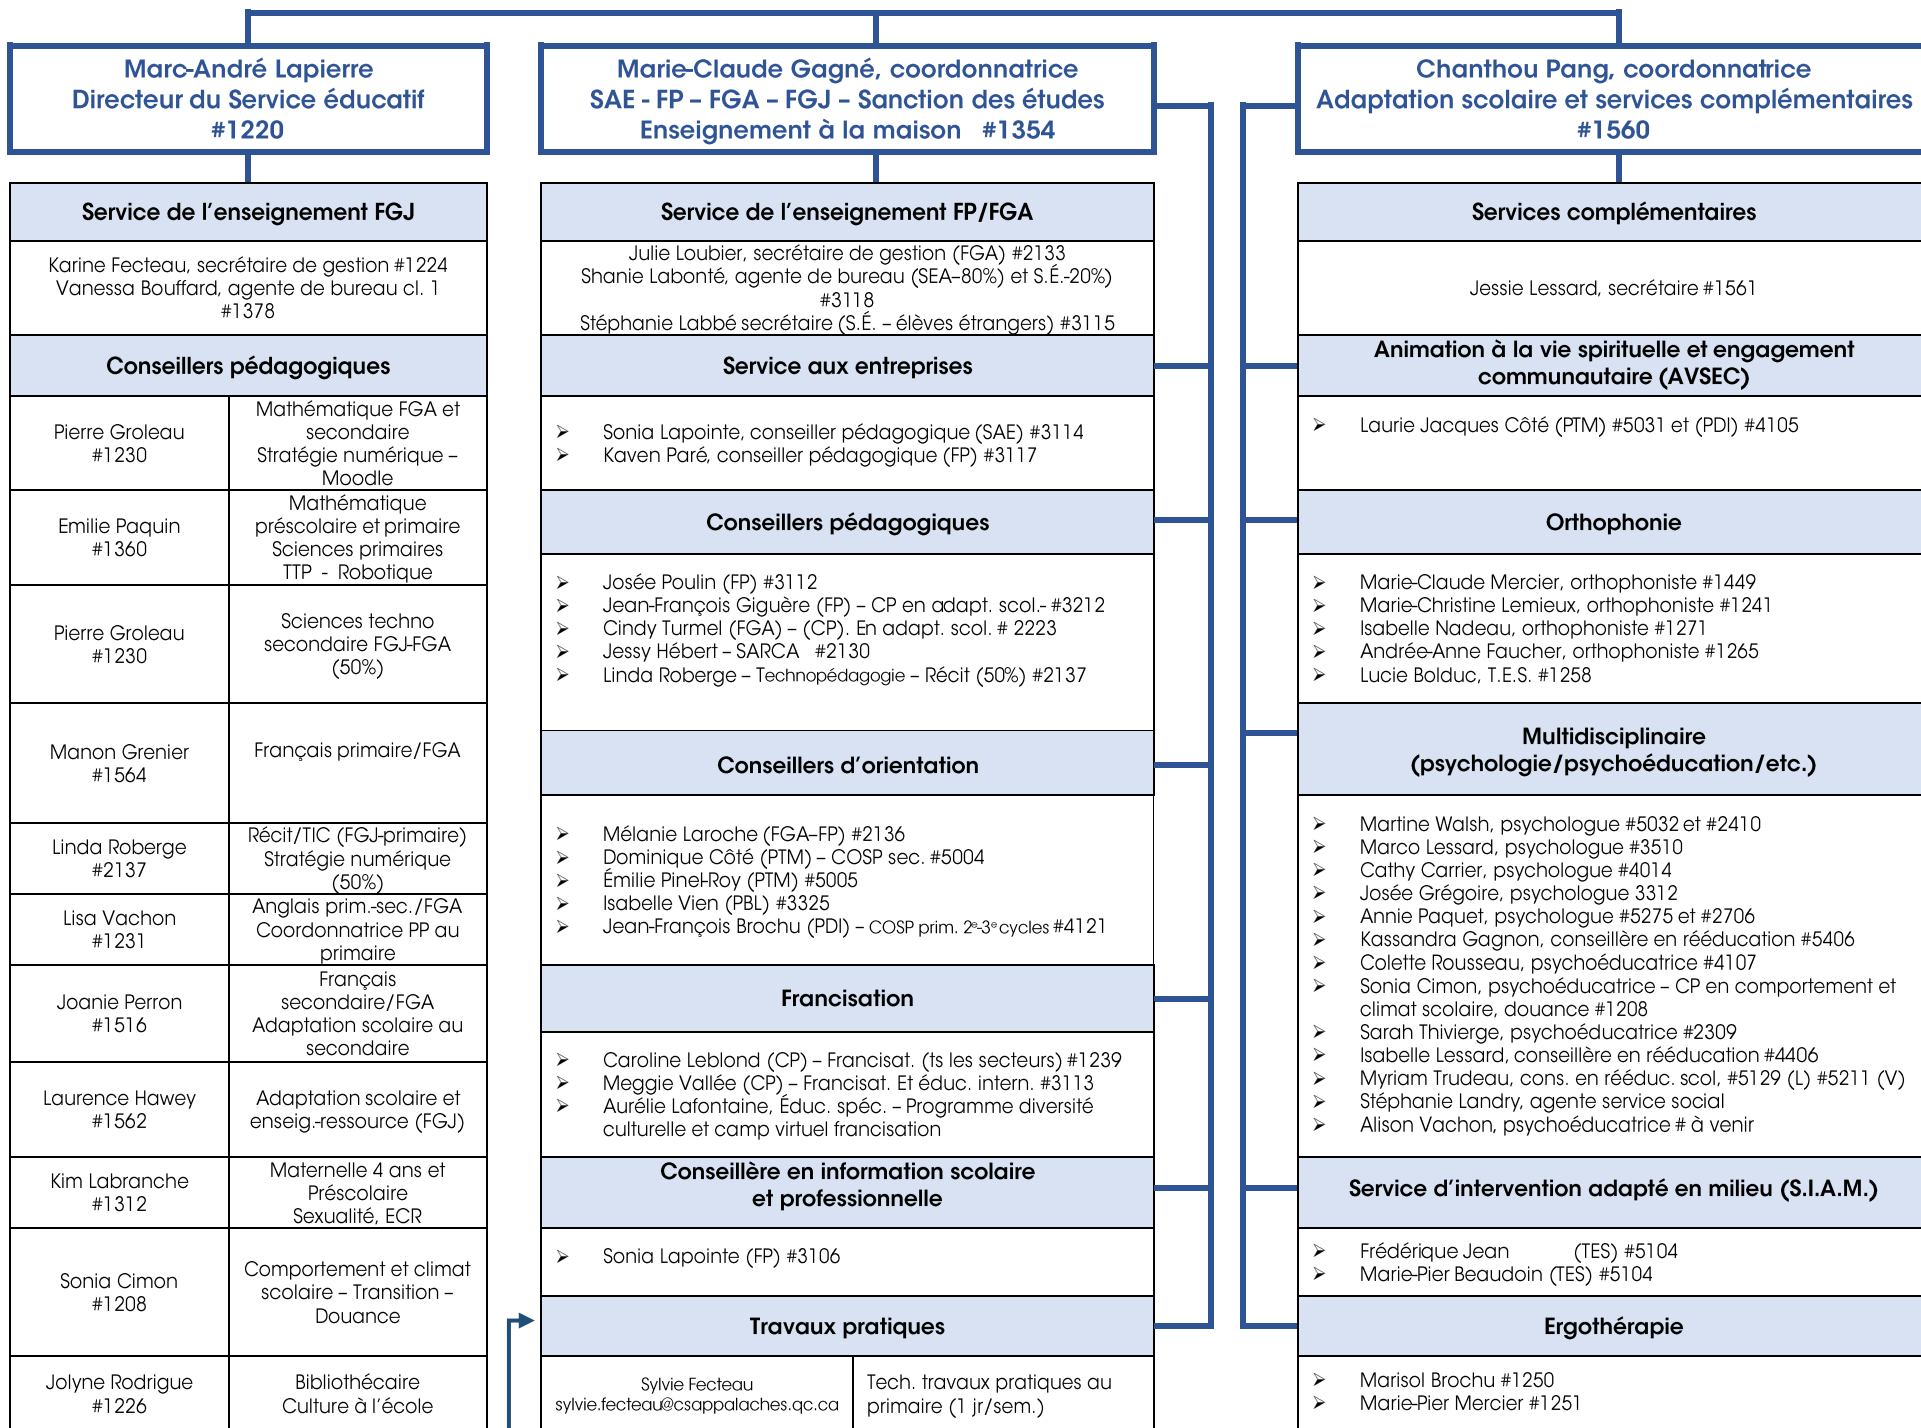 Marc-André Lapierre
Directeur du Service éducatif
#1220
Service de l'enseignement FGJ
Karine Fecteau, secrétaire de gestion #1224
Vanessa Bouffard, agente de bureau cl. 1
#1378
Conseillers pédagogiques
Pierre Groleau
#1230
Mathématique FGA et
secondaire
Stratégie numérique –
Moodle
Emilie Paquin
#1360
Mathématique
préscolaire et primaire
Sciences primaires
TTP - Robotique
Pierre Groleau
#1230
Sciences techno
secondaire FGJ-FGA
(50%)
Manon Grenier
#1564
Français primaire/FGA
Linda Roberge
#2137
Récit/TIC (FGJ-primaire)
Stratégie numérique
(50%)
Lisa Vachon
#1231
Anglais prim.-sec./FGA
Coordonnatrice PP au
primaire
Joanie Perron
#1516
Français
secondaire/FGA
Adaptation scolaire au
secondaire
Laurence Hawey
#1562
Adaptation scolaire et
enseig.-ressource (FGJ)
Kim Labranche
#1312
Maternelle 4 ans et
Préscolaire
Sexualité, ECR
Sonia Cimon
#1208
Comportement et climat
scolaire – Transition –
Douance
Jolyne Rodrigue
#1226
Bibliothécaire
Culture à l'école
Marie-Claude Gagné, coordonnatrice
SAE - FP – FGA – FGJ – Sanction des études
Enseignement à la maison #1354
Service de l'enseignement FP/FGA
Julie Loubier, secrétaire de gestion (FGA) #2133
Shanie Labonté, agente de bureau (SEA–80%) et S.É.-20%)
#3118
Stéphanie Labbé secrétaire (S.É. – élèves étrangers) #3115
Service aux entreprises
➢ Sonia Lapointe, conseiller pédagogique (SAE) #3114
➢ Kaven Paré, conseiller pédagogique (FP) #3117
Conseillers pédagogiques
➢ Josée Poulin (FP) #3112
➢ Jean-François Giguère (FP) – CP en adapt. scol.- #3212
➢ Cindy Turmel (FGA) – (CP). En adapt. scol. # 2223
➢ Jessy Hébert – SARCA #2130
➢ Linda Roberge – Technopédagogie – Récit (50%) #2137
Conseillers d'orientation
➢ Mélanie Laroche (FGA–FP) #2136
➢ Dominique Côté (PTM) – COSP sec. #5004
➢ Émilie Pinel-Roy (PTM) #5005
➢ Isabelle Vien (PBL) #3325
➢ Jean-François Brochu (PDI) – COSP prim. 2e-3e cycles #4121
Francisation
➢ Caroline Leblond (CP) – Francisat. (ts les secteurs) #1239
➢ Meggie Vallée (CP) – Francisat. Et éduc. intern. #3113
➢ Aurélie Lafontaine, Éduc. spéc. – Programme diversité
culturelle et camp virtuel francisation
Conseillère en information scolaire
et professionnelle
➢ Sonia Lapointe (FP) #3106
Travaux pratiques
Sylvie Fecteau
sylvie.fecteau@csappalaches.qc.ca
Tech. travaux pratiques au
primaire (1 jr/sem.)
Chanthou Pang, coordonnatrice
Adaptation scolaire et services complémentaires
#1560
Services complémentaires
Jessie Lessard, secrétaire #1561
Animation à la vie spirituelle et engagement
communautaire (AVSEC)
➢ Laurie Jacques Côté (PTM) #5031 et (PDI) #4105
Orthophonie
➢ Marie-Claude Mercier, orthophoniste #1449
➢ Marie-Christine Lemieux, orthophoniste #1241
➢ Isabelle Nadeau, orthophoniste #1271
➢ Andrée-Anne Faucher, orthophoniste #1265
➢ Lucie Bolduc, T.E.S. #1258
Multidisciplinaire
(psychologie/psychoéducation/etc.)
➢ Martine Walsh, psychologue #5032 et #2410
➢ Marco Lessard, psychologue #3510
➢ Cathy Carrier, psychologue #4014
➢ Josée Grégoire, psychologue 3312
➢ Annie Paquet, psychologue #5275 et #2706
➢ Kassandra Gagnon, conseillère en rééducation #5406
➢ Colette Rousseau, psychoéducatrice #4107
➢ Sonia Cimon, psychoéducatrice – CP en comportement et
climat scolaire, douance #1208
➢ Sarah Thivierge, psychoéducatrice #2309
➢ Isabelle Lessard, conseillère en rééducation #4406
➢ Myriam Trudeau, cons. en rééduc. scol, #5129 (L) #5211 (V)
➢ Stéphanie Landry, agente service social
➢ Alison Vachon, psychoéducatrice # à venir
Service d'intervention adapté en milieu (S.I.A.M.)
➢ Frédérique Jean (TES) #5104
➢ Marie-Pier Beaudoin (TES) #5104
Ergothérapie
➢ Marisol Brochu #1250
➢ Marie-Pier Mercier #1251